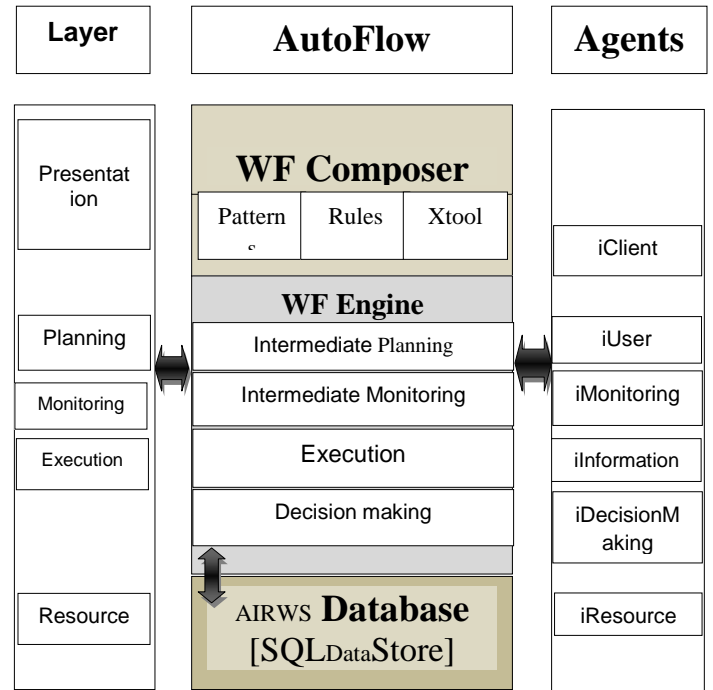 Layer
AutoFlow
Agents
Presentat
ion
Planning
Monitoring
Execution
Resource
WF Composer
Pattern
s
Rules
Xtool
WF Engine
Intermediate Planning
Intermediate Monitoring
Execution
Decision making
AIRWS Database
[SQLDataStore]
iClient
iUser
iMonitoring
iInformation
iDecisionM
aking
iResource